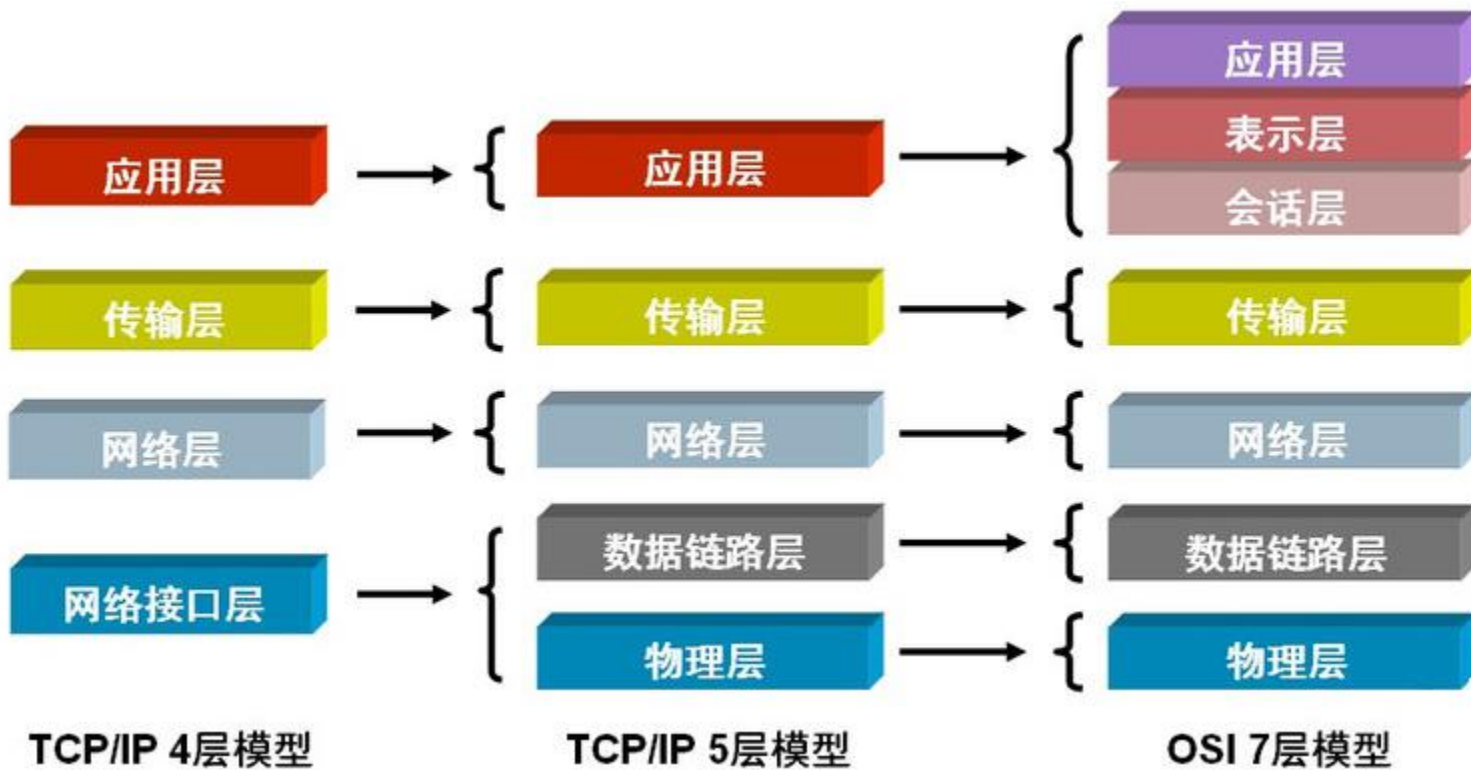 应用层
传输层
网络层
网络接口层
TCP/IP 4层模型
应用层
传输层
网络层
数据链路层
物理层
TCP/IP 5层模型
应用层
表示层
会话层
传输层
网络层
数据链路层
物理层
OSI 7层模型